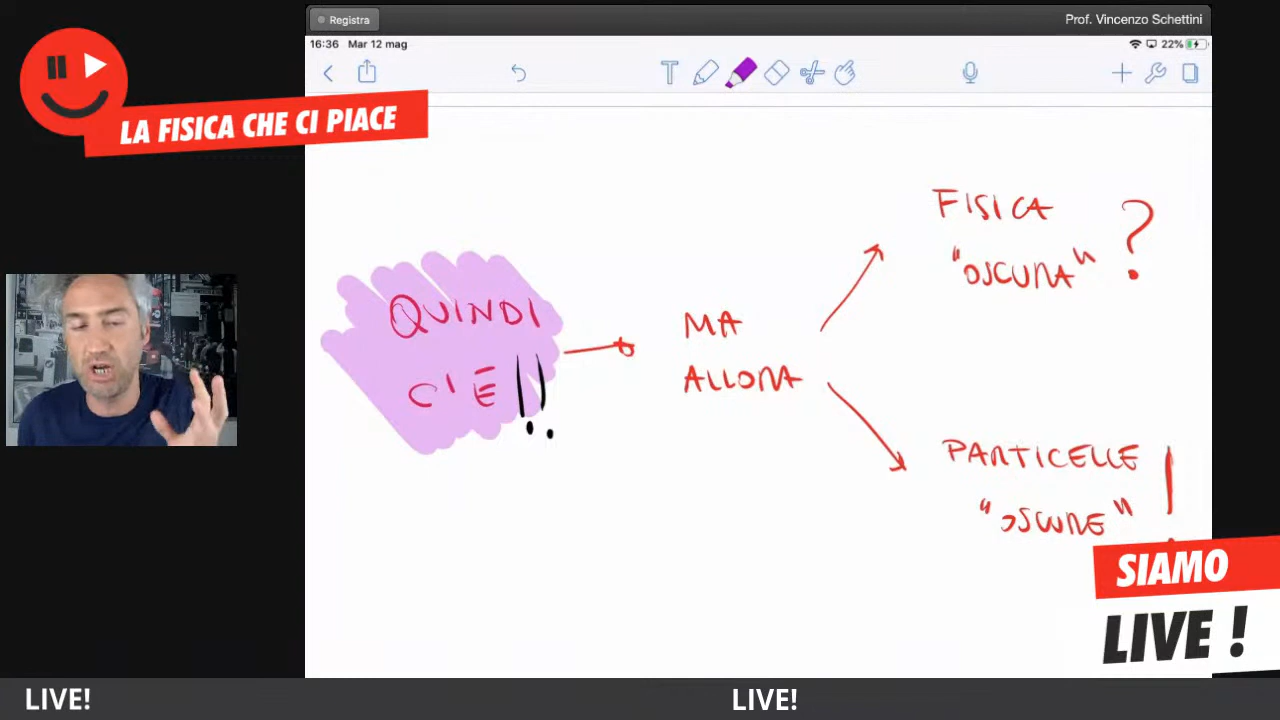 Registra
Prof. Vincenzo Schettini
16:36 Mar 12 mag
22%
T
LA FISICA CHE CI PIACE
FISICA ?
"OSCURA"
QUINDI
C'È !!
MA
ALLORA
PARTICELLE !
"OSCURE"
SIAMO
LIVE !
LIVE!
LIVE!